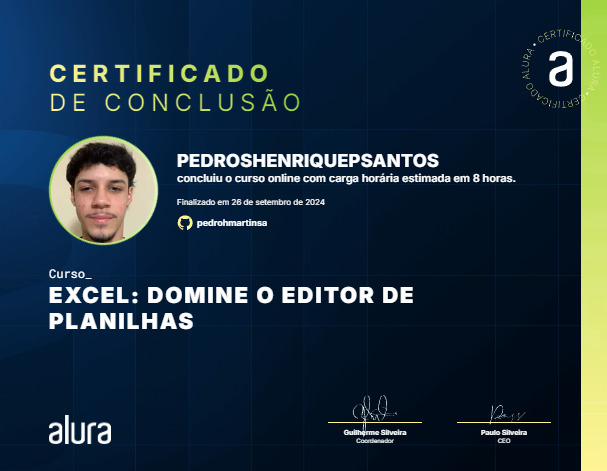 CERTIFICADO
DE CONCLUSÃO
CERTIFICADO ALURA • CERTIFICADO ALURA •
a
PEDROSHENRIQUEPSANTOS
concluiu o curso online com carga horária estimada em 8 horas.
Finalizado em 26 de setembro de 2024
pedrohmartinsa
Curso_
EXCEL: DOMINE O EDITOR DE
PLANILHAS
alura
Guilherme Silveira
Coordenador
Paulo Silveira
CEO